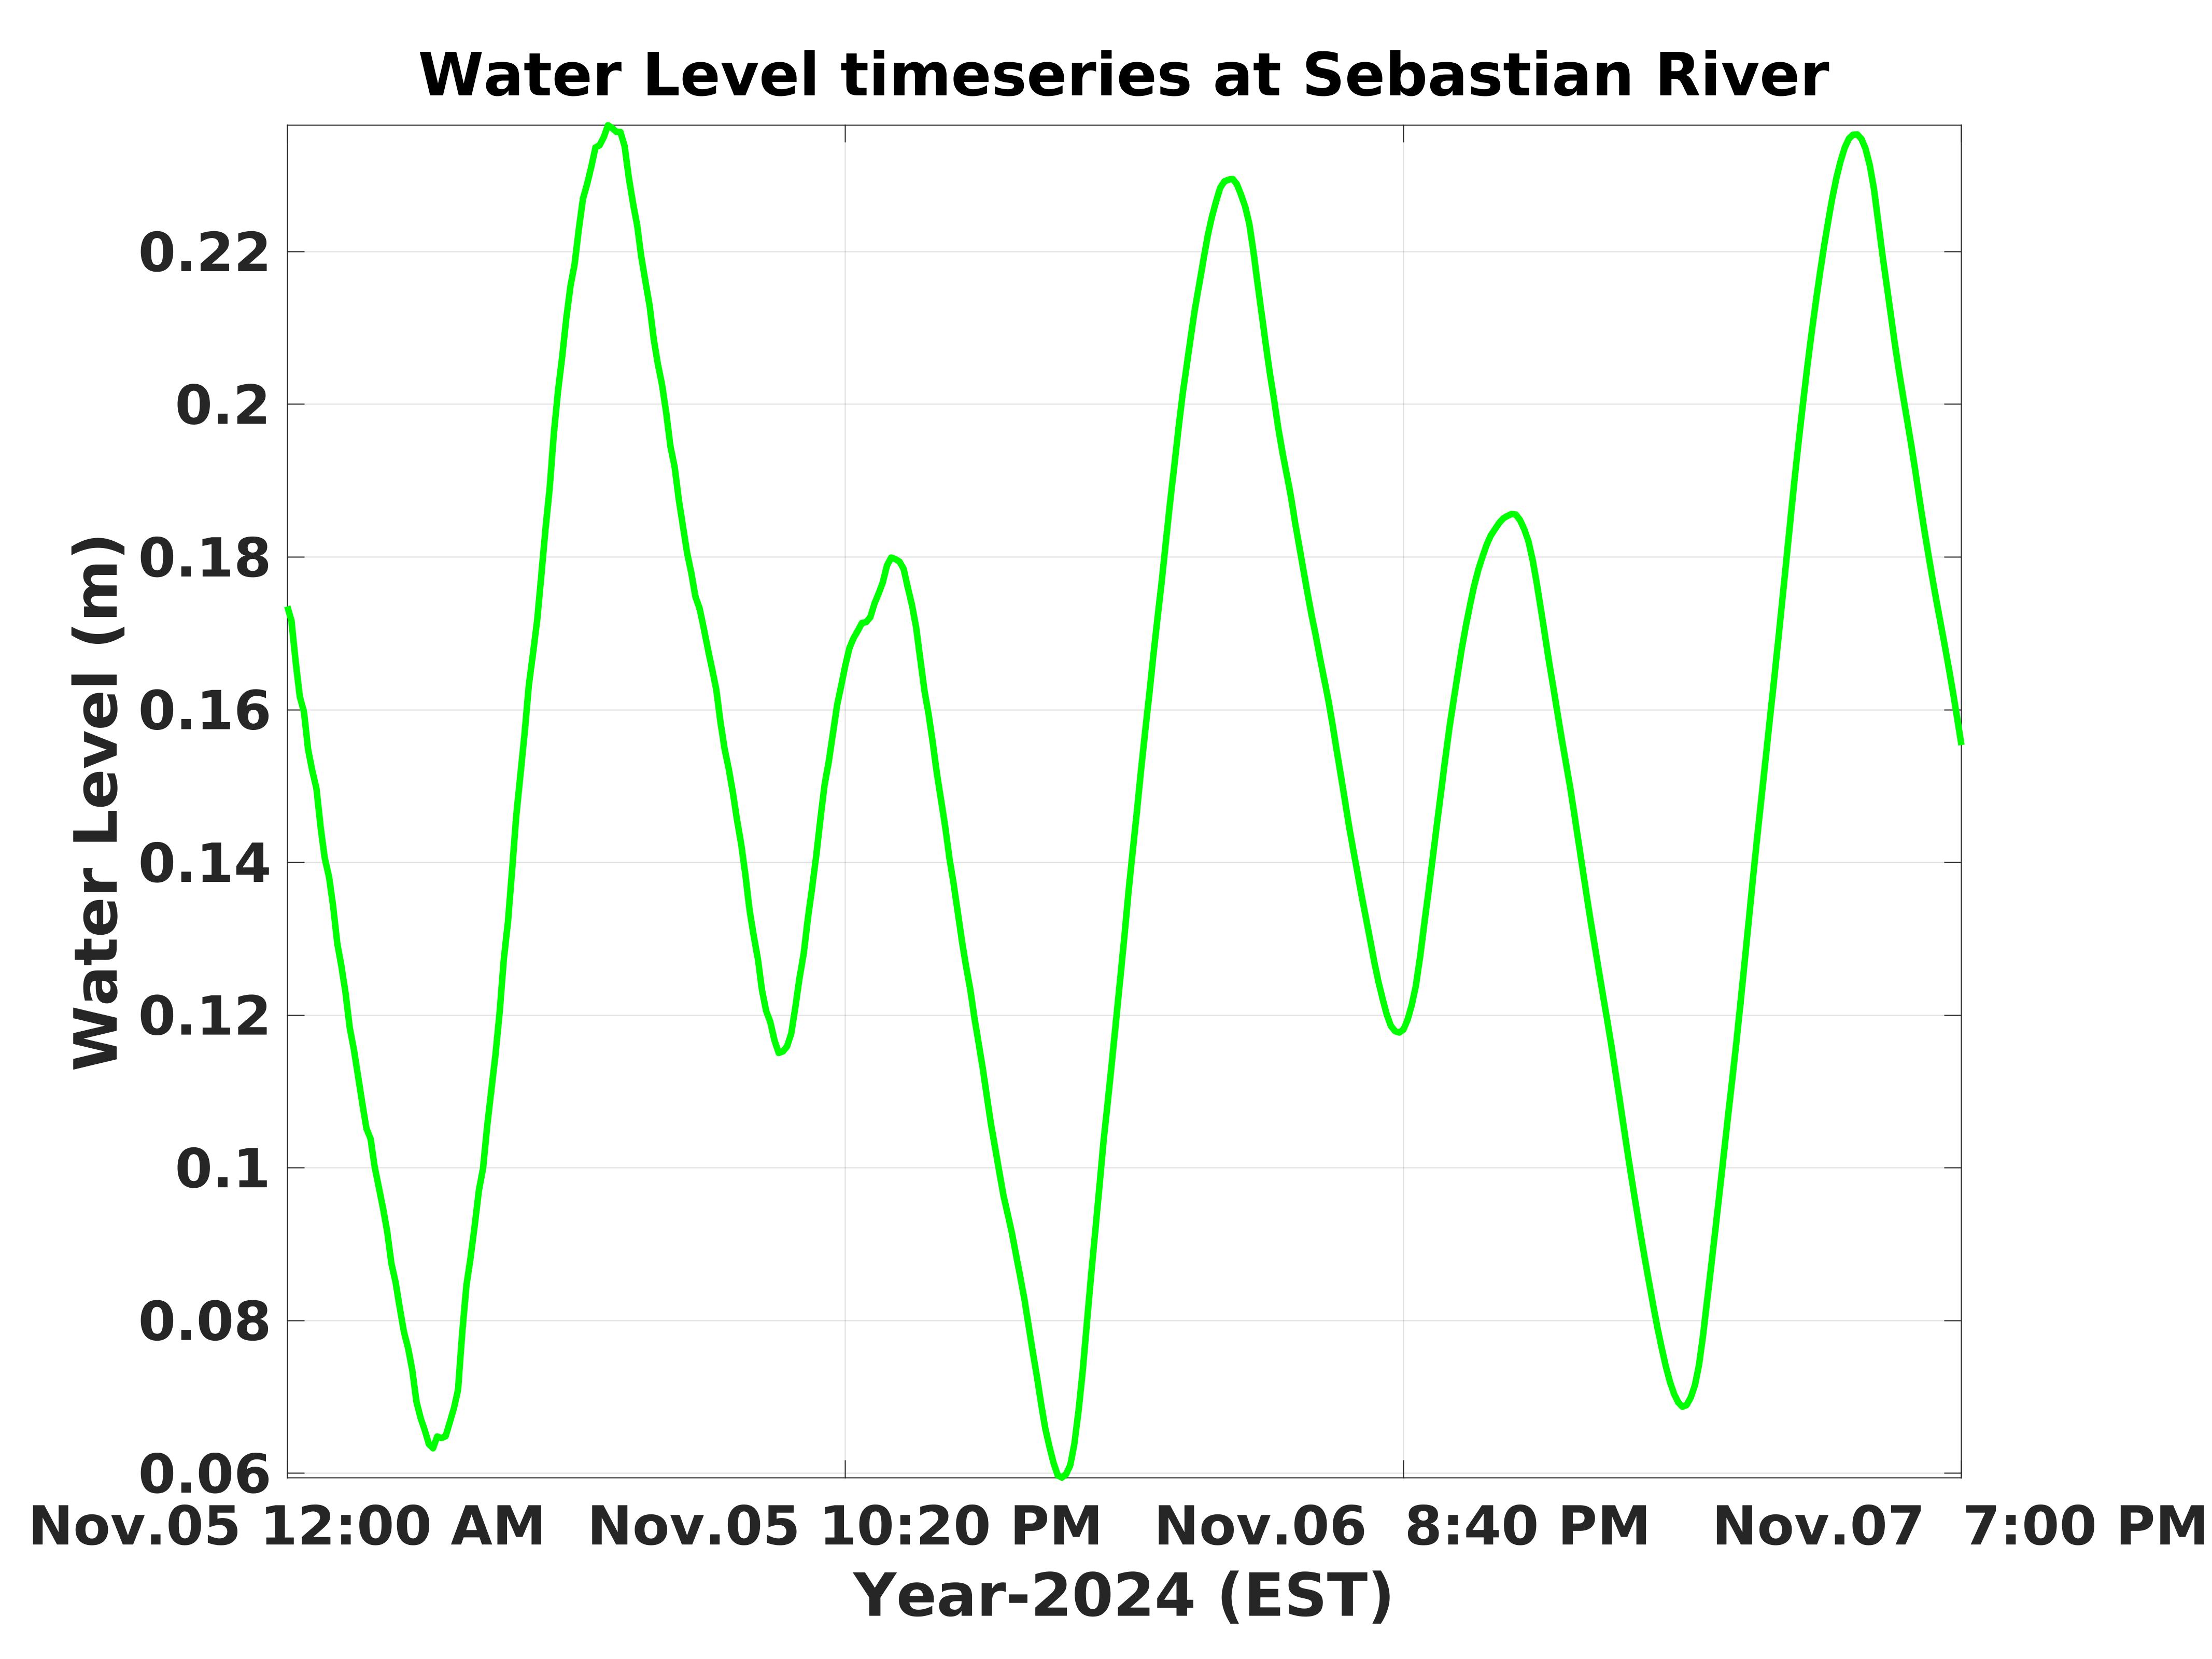 Water Level timeseries at Sebastian River
Water Level (m)
0.22
0.2
0.18
0.16
0.14
0.12
0.1
0.08
0.06
Nov.05 12:00 AM Nov.05 10:20 PM Nov.06 8:40 PM Nov.07 7:00 PM
Year-2024 (EST)